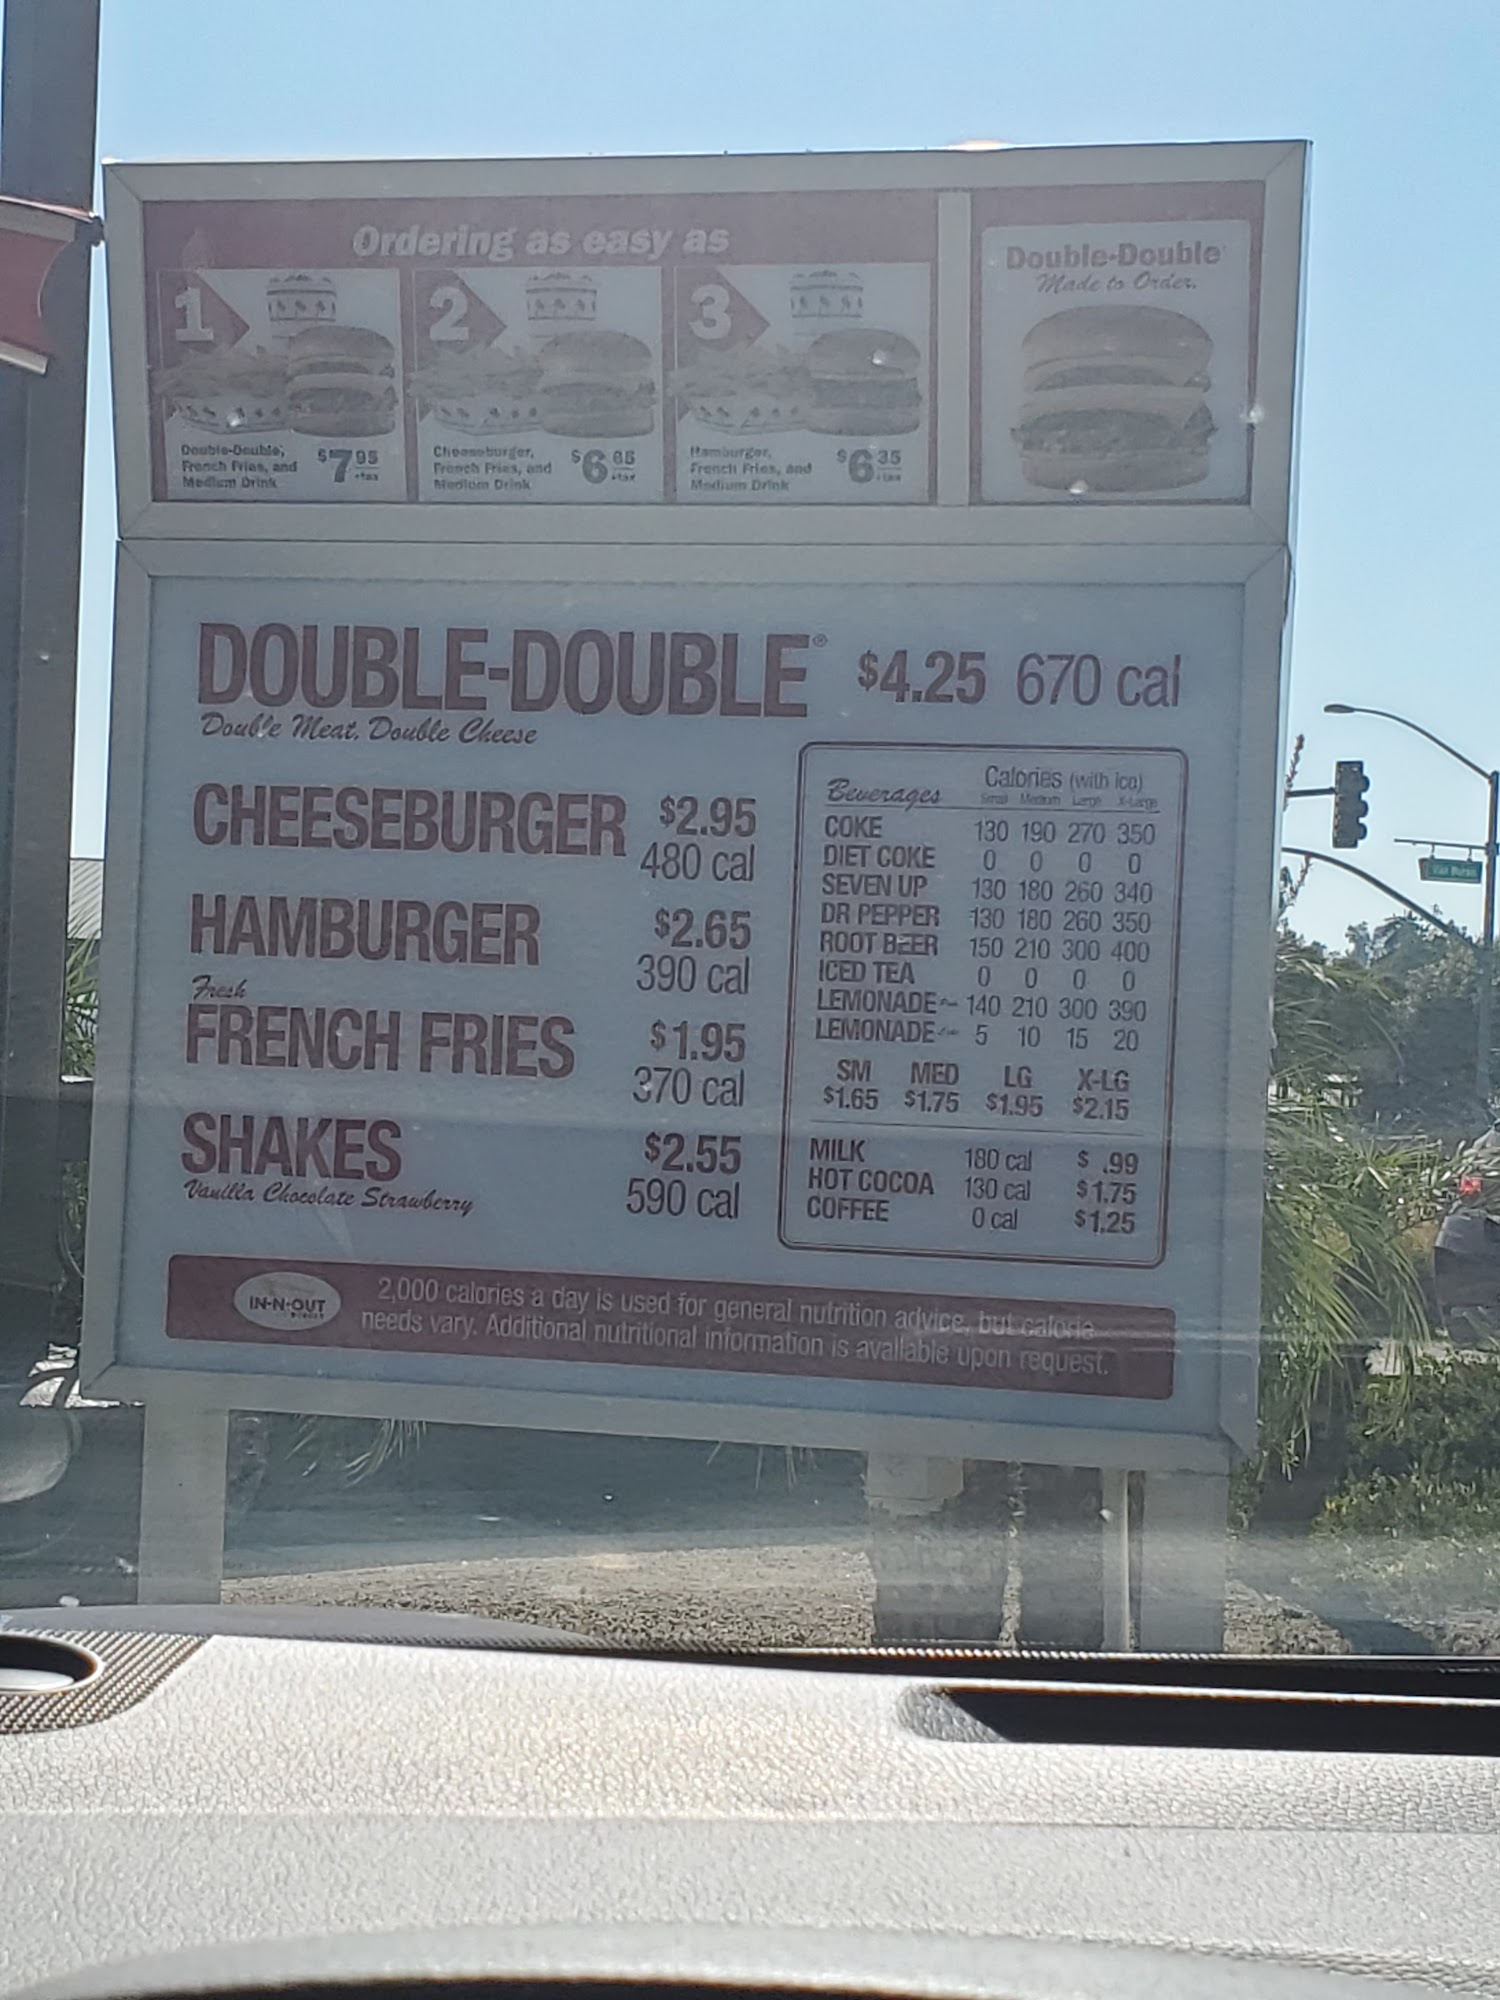 Ordering as easy as
1
Double-Double,
French Fries, and
Medium Drink
$7.95
+tax
2
Cheeseburger,
French Fries, and
Medium Drink
$6.65
+tax
3
Hamburger,
French Fries, and
Medium Drink
$6.35
+tax
Double-Double
Made to Order.
DOUBLE-DOUBLE® $4.25 670 cal
Double Meat, Double Cheese
CHEESEBURGER $2.95
480 cal
HAMBURGER $2.65
390 cal
Fresh
FRENCH FRIES $1.95
370 cal
SHAKES $2.55
Vanilla Chocolate Strawberry 590 cal
Beverages Calories (with ice)
Small Medium Large X-Large
COKE 130 190 270 350
DIET COKE 0 0 0 0
SEVEN UP 130 180 260 340
DR PEPPER 130 180 260 350
ROOT BEER 150 210 300 400
ICED TEA 0 0 0 0
LEMONADE 140 210 300 390
LEMONADE 5 10 15 20
SM MED LG X-LG
$1.65 $1.75 $1.95 $2.15
MILK 180 cal $ .99
HOT COCOA 130 cal $1.75
COFFEE 0 cal $1.25
IN-N-OUT
BURGER
2,000 calories a day is used for general nutrition advice, but calorie
needs vary. Additional nutritional information is available upon request.